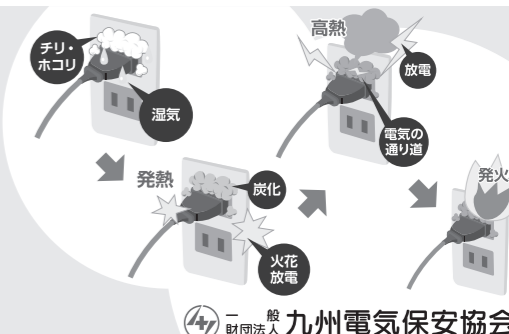 チリ・
ホコリ
湿気
発熱
炭化
火花
放電
高熱
放電
電気の
通り道
発火
一般
財団法人 九州電気保安協会